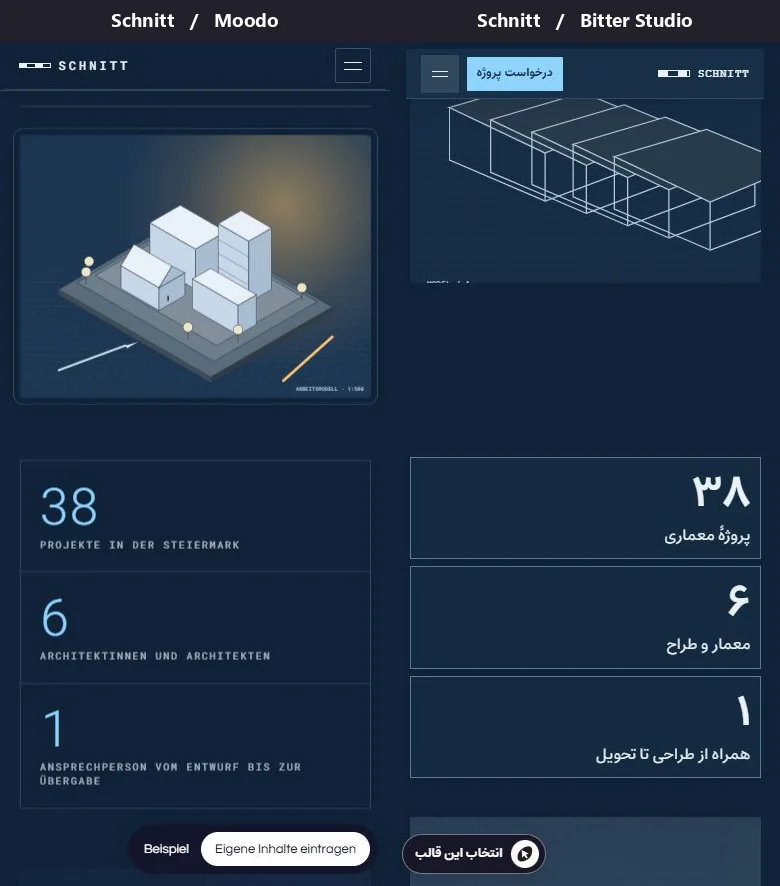 Schnitt / Moodo
Schnitt / Bitter Studio
SCHNITT
ARBEITSMODELL · 1:500
38
PROJEKTE IN DER STEIERMARK
6
ARCHITEKTINNEN UND ARCHITEKTEN
1
ANSPRECHPERSON VOM ENTWURF BIS ZUR
ÜBERGABE
Beispiel
Eigene Inhalte eintragen
درخواست پروژه
SCHNITT
۳۸
پروژهٔ معماری
۶
معمار و طراح
۱
همراه از طراحی تا تحویل
انتخاب این قالب